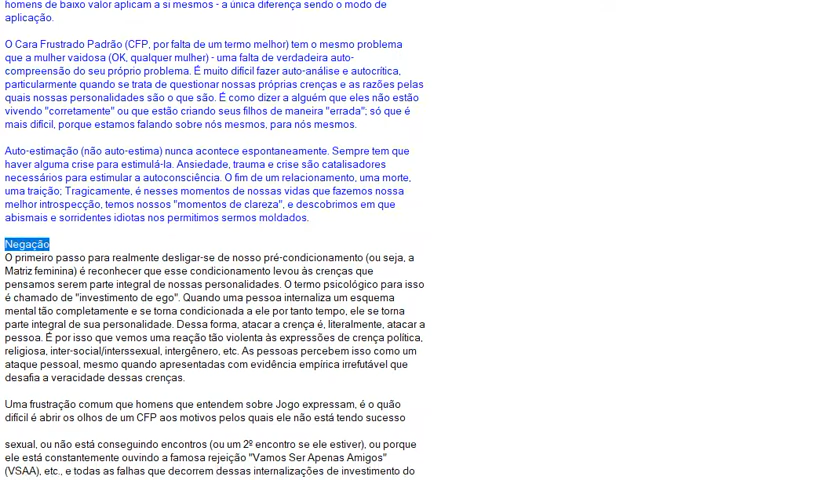 homens de baixo valor aplicam a si mesmos - a única diferença sendo o modo de
aplicação.
O Cara Frustrado Padrão (CFP, por falta de um termo melhor) tem o mesmo problema
que a mulher vaidosa (OK, qualquer mulher) - uma falta de verdadeira auto-
compreensão do seu próprio problema. É muito difícil fazer auto-análise e autocrítica,
particularmente quando se trata de questionar nossas próprias crenças e as razões pelas
quais nossas personalidades são o que são. É como dizer a alguém que eles não estão
vivendo "corretamente" ou que estão criando seus filhos de maneira "errada"; só que é
mais difícil, porque estamos falando sobre nós mesmos, para nós mesmos.
Auto-estimação (não auto-estima) nunca acontece espontaneamente. Sempre tem que
haver alguma crise para estimulá-la. Ansiedade, trauma e crise são catalisadores
necessários para estimular a autoconsciência. O fim de um relacionamento, uma morte,
uma traição; Tragicamente, é nesses momentos de nossas vidas que fazemos nossa
melhor introspecção, temos nossos "momentos de clareza", e descobrimos em que
abismais e sorridentes idiotas nos permitimos sermos moldados.
Negação
O primeiro passo para realmente desligar-se de nosso pré-condicionamento (ou seja, a
Matriz feminina) é reconhecer que esse condicionamento levou às crenças que
pensamos serem parte integral de nossas personalidades. O termo psicológico para isso
é chamado de "investimento de ego". Quando uma pessoa internaliza um esquema
mental tão completamente e se torna condicionada a ele por tanto tempo, ele se torna
parte integral de sua personalidade. Dessa forma, atacar a crença é, literalmente, atacar a
pessoa. É por isso que vemos uma reação tão violenta às expressões de crença política,
religiosa, inter-social/interssexual, intergênero, etc. As pessoas percebem isso como um
ataque pessoal, mesmo quando apresentadas com evidência empírica irrefutável que
desafia a veracidade dessas crenças.
Uma frustração comum que homens que entendem sobre Jogo expressam, é o quão
difícil é abrir os olhos de um CFP aos motivos pelos quais ele não está tendo sucesso
sexual, ou não está conseguindo encontros (ou um 2º encontro se ele estiver), ou porque
ele está constantemente ouvindo a famosa rejeição "Vamos Ser Apenas Amigos"
(VSAA), etc., e todas as falhas que decorrem dessas internalizações de investimento do